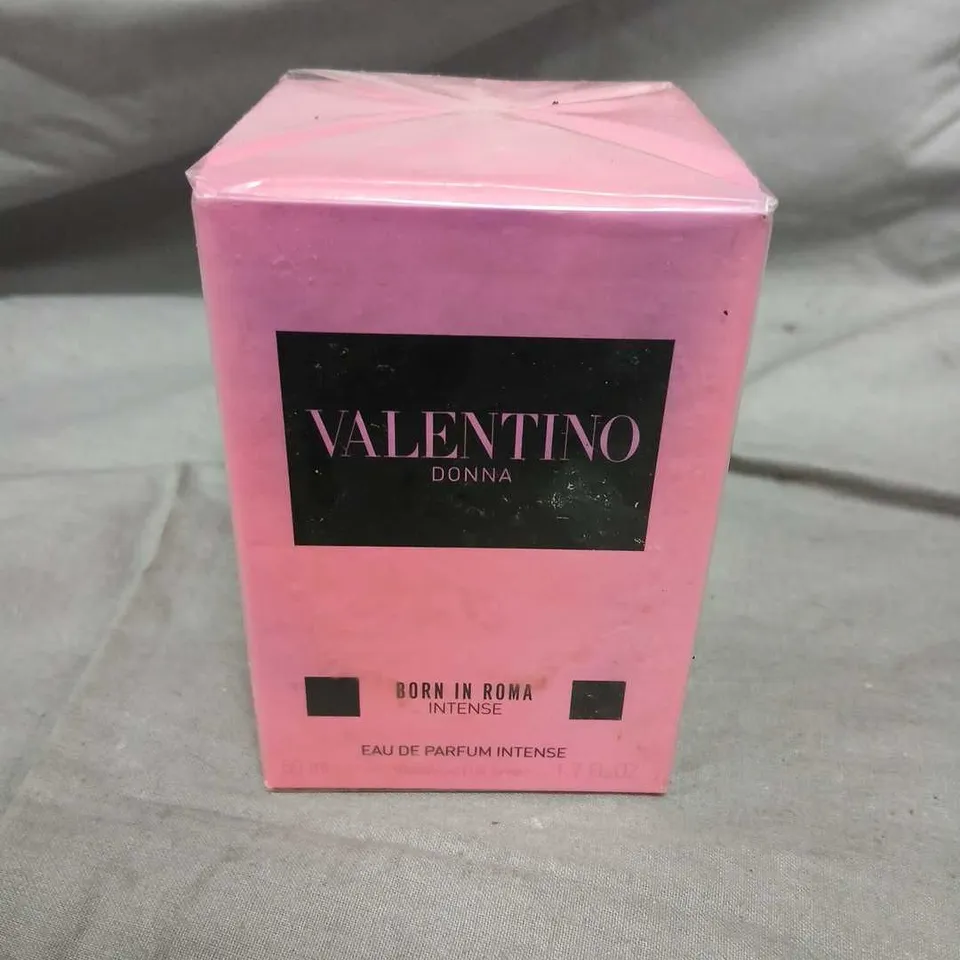 VALENTINO
DONNA
BORN IN ROMA
INTENSE
EAU DE PARFUM INTENSE
1.7 FL.OZ